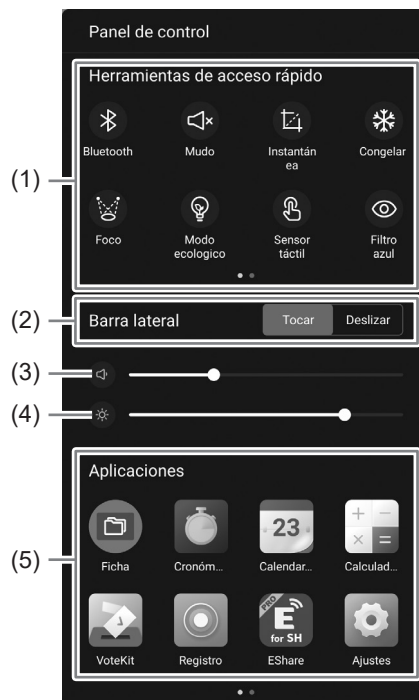 Panel de control
(1)
Herramientas de acceso rápido
Bluetooth
Mudo
Instantán
ea
Congelar
Foco
Modo
ecologico
Sensor
táctil
Filtro
azul
(2)
Barra lateral
Tocar
Deslizar
(3)
(4)
(5)
Aplicaciones
23
+ −
× =
Ficha
Cronóm...
Calendar...
Calculad...
PRO
E
for SH
VoteKit
Registro
EShare
Ajustes